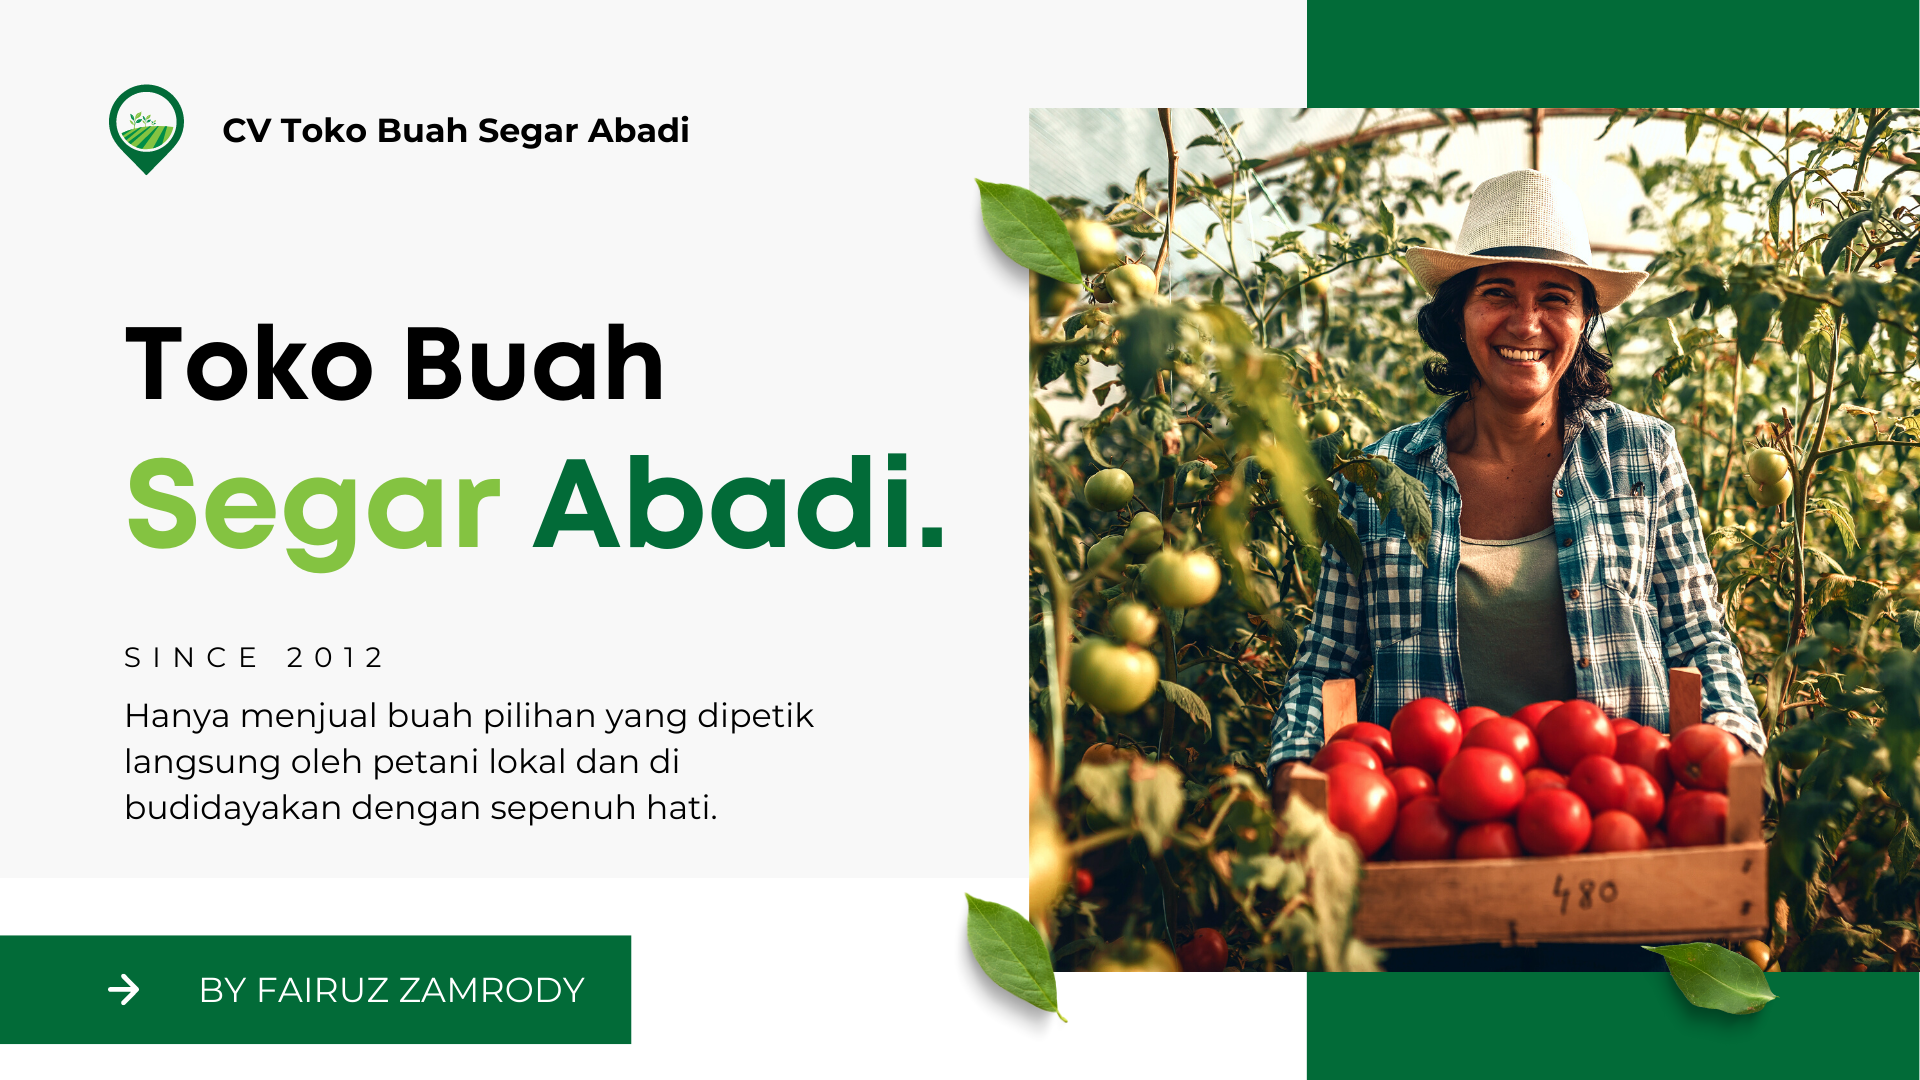 CV Toko Buah Segar Abadi
Toko Buah
Segar Abadi.
SINCE 2012
Hanya menjual buah pilihan yang dipetik
langsung oleh petani lokal dan di
budidayakan dengan sepenuh hati.
480
BY FAIRUZ ZAMRODY